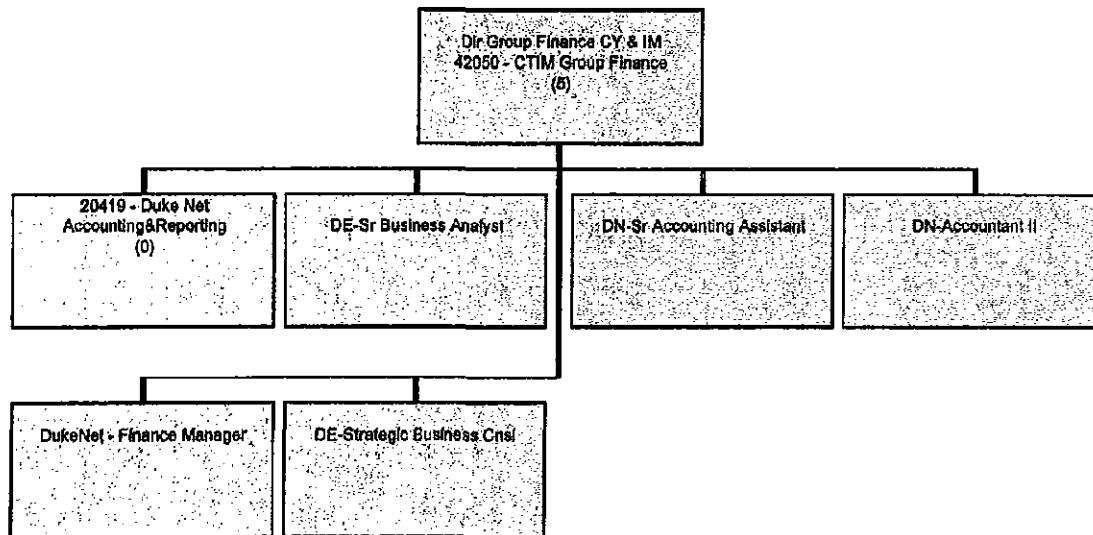 Dir Group Finance CY & IM
42050 - CTIM Group Finance
(5)
20419 - Duke Net
Accounting&Reporting
(0)
DE-Sr Business Analyst
DN-Sr Accounting Assistant
DN-Accountant II
DukeNet - Finance Manager
DE-Strategic Business Cnsl